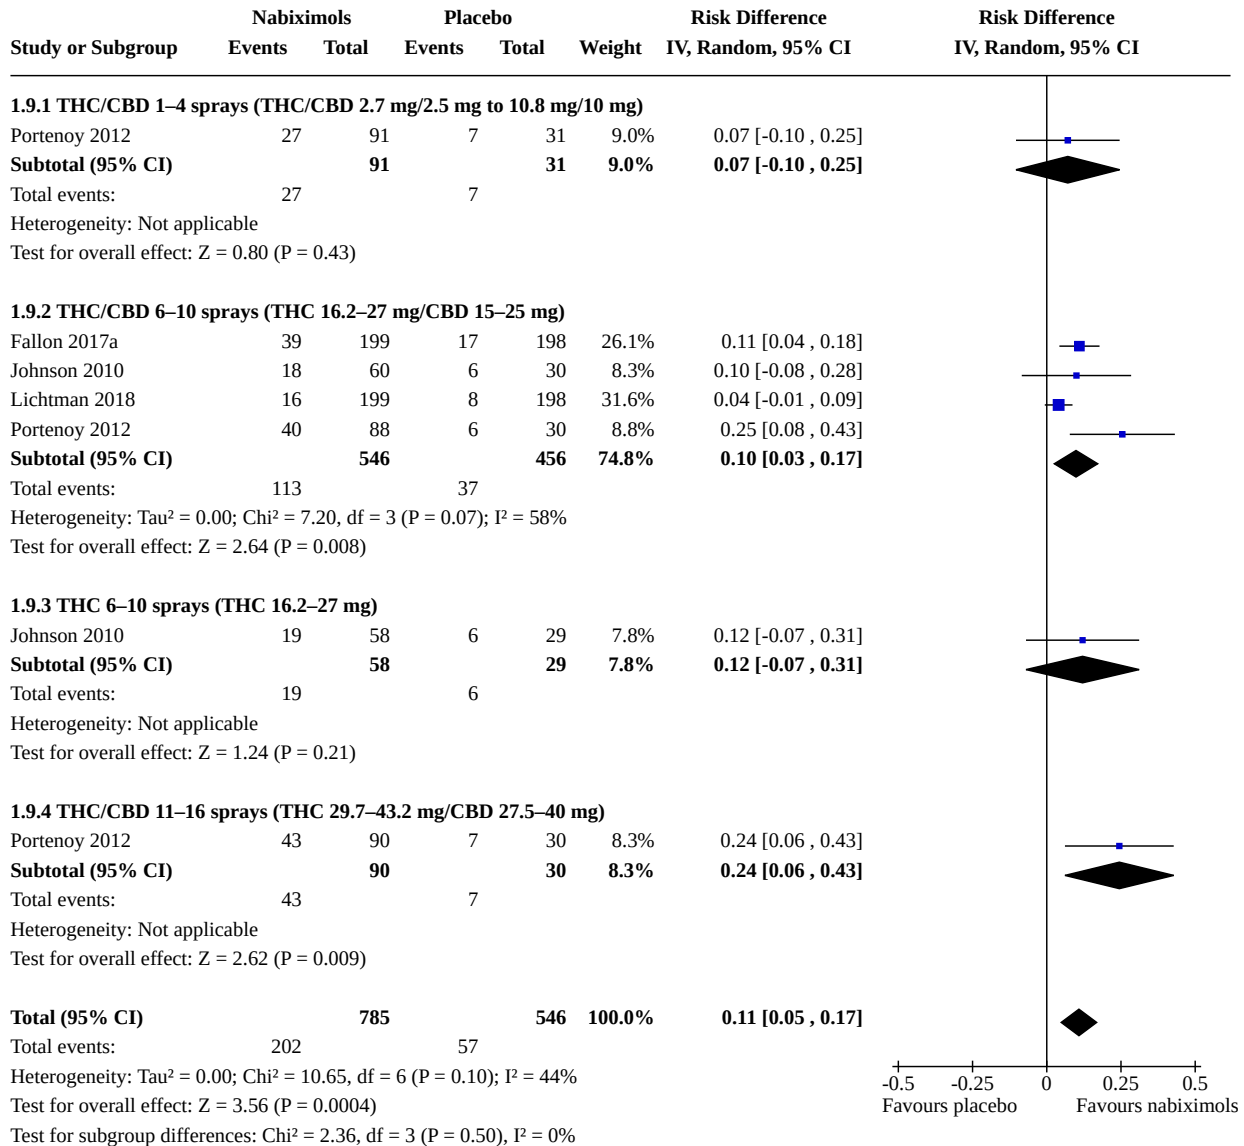 Nabiximols Placebo Risk Difference Risk Difference
Study or Subgroup Events Total Events Total Weight IV, Random, 95% CI IV, Random, 95% CI
1.9.1 THC/CBD 1–4 sprays (THC/CBD 2.7 mg/2.5 mg to 10.8 mg/10 mg)
Portenoy 2012 27 91 7 31 9.0% 0.07 [-0.10 , 0.25]
Subtotal (95% CI) 91 31 9.0% 0.07 [-0.10 , 0.25]
Total events: 27 7
Heterogeneity: Not applicable
Test for overall effect: Z = 0.80 (P = 0.43)
1.9.2 THC/CBD 6–10 sprays (THC 16.2–27 mg/CBD 15–25 mg)
Fallon 2017a 39 199 17 198 26.1% 0.11 [0.04 , 0.18]
Johnson 2010 18 60 6 30 8.3% 0.10 [-0.08 , 0.28]
Lichtman 2018 16 199 8 198 31.6% 0.04 [-0.01 , 0.09]
Portenoy 2012 40 88 6 30 8.8% 0.25 [0.08 , 0.43]
Subtotal (95% CI) 546 456 74.8% 0.10 [0.03 , 0.17]
Total events: 113 37
Heterogeneity: Tau² = 0.00; Chi² = 7.20, df = 3 (P = 0.07); I² = 58%
Test for overall effect: Z = 2.64 (P = 0.008)
1.9.3 THC 6–10 sprays (THC 16.2–27 mg)
Johnson 2010 19 58 6 29 7.8% 0.12 [-0.07 , 0.31]
Subtotal (95% CI) 58 29 7.8% 0.12 [-0.07 , 0.31]
Total events: 19 6
Heterogeneity: Not applicable
Test for overall effect: Z = 1.24 (P = 0.21)
1.9.4 THC/CBD 11–16 sprays (THC 29.7–43.2 mg/CBD 27.5–40 mg)
Portenoy 2012 43 90 7 30 8.3% 0.24 [0.06 , 0.43]
Subtotal (95% CI) 90 30 8.3% 0.24 [0.06 , 0.43]
Total events: 43 7
Heterogeneity: Not applicable
Test for overall effect: Z = 2.62 (P = 0.009)
Total (95% CI) 785 546 100.0% 0.11 [0.05 , 0.17]
Total events: 202 57
Heterogeneity: Tau² = 0.00; Chi² = 10.65, df = 6 (P = 0.10); I² = 44%
Test for overall effect: Z = 3.56 (P = 0.0004)
Test for subgroup differences: Chi² = 2.36, df = 3 (P = 0.50), I² = 0%
-0.5 -0.25 0 0.25 0.5
Favours placebo Favours nabiximols